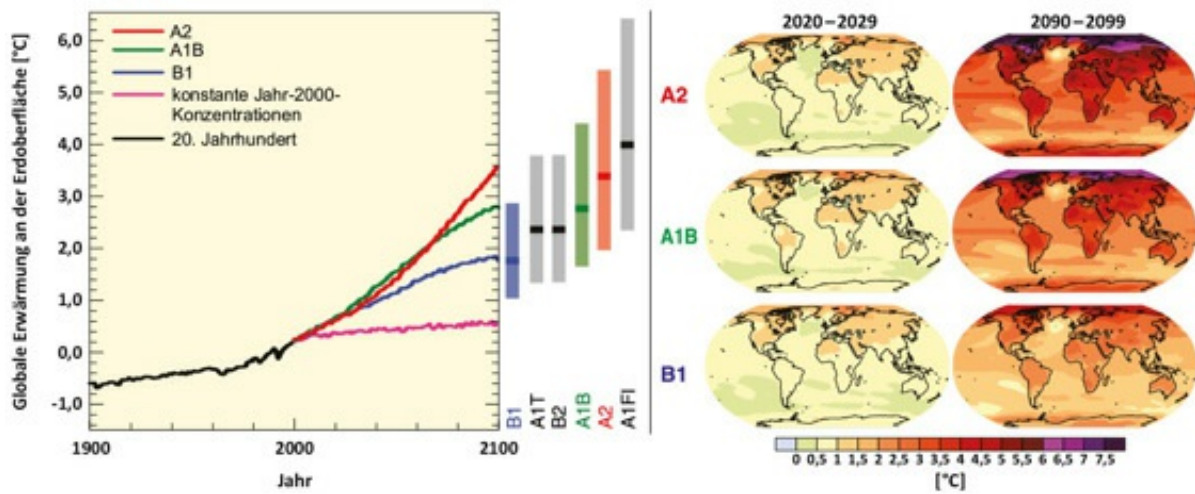 Globale Erwärmung an der Erdoberfläche [°C]
6,0
5,0
4,0
3,0
2,0
1,0
0,0
-1,0
A2
A1B
B1
konstante Jahr-2000-
Konzentrationen
20. Jahrhundert
1900
2000
2100
Jahr
B1
A1T
B2
A1B
A2
A1FI
2020–2029
2090–2099
A2
A1B
B1
0 0,5 1 1,5 2 2,5 3 3,5 4 4,5 5 5,5 6 6,5 7 7,5
[°C]